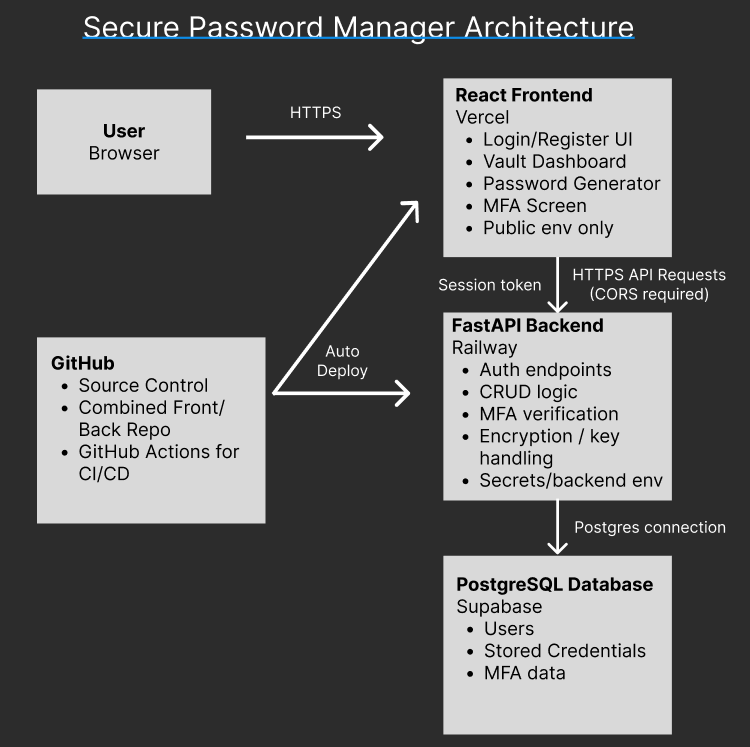 Secure Password Manager Architecture
User
Browser
HTTPS
React Frontend
Vercel
• Login/Register UI
• Vault Dashboard
• Password Generator
• MFA Screen
• Public env only
Session token
HTTPS API Requests
(CORS required)
GitHub
• Source Control
• Combined Front/
Back Repo
• GitHub Actions for
CI/CD
Auto
Deploy
FastAPI Backend
Railway
• Auth endpoints
• CRUD logic
• MFA verification
• Encryption / key
handling
• Secrets/backend env
Postgres connection
PostgreSQL Database
Supabase
• Users
• Stored Credentials
• MFA data